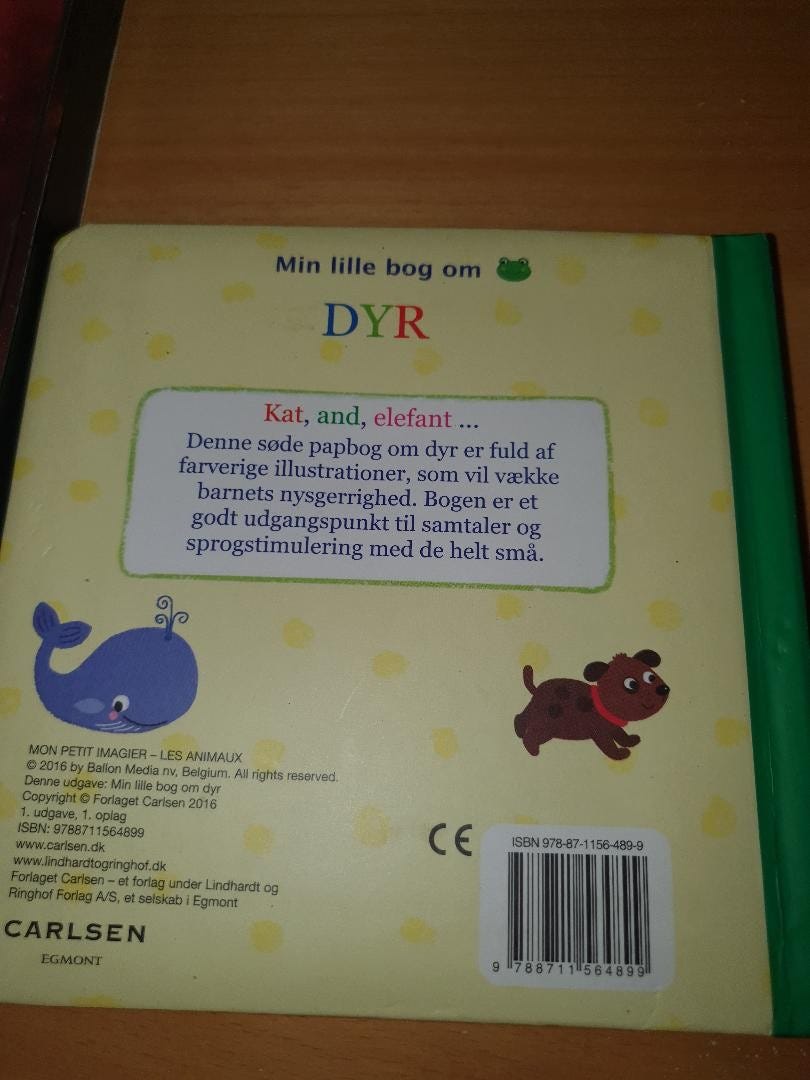 Min lille bog om
DYR
Kat, and, elefant ...
Denne søde papbog om dyr er fuld af
farverige illustrationer, som vil vække
barnets nysgerrighed. Bogen er et
godt udgangspunkt til samtaler og
sprogstimulering med de helt små.
MON PETIT IMAGIER – LES ANIMAUX
© 2016 by Ballon Media nv, Belgium. All rights reserved.
Denne udgave: Min lille bog om dyr
Copyright © Forlaget Carlsen 2016
1. udgave, 1. oplag
ISBN: 9788711564899
www.carlsen.dk
www.lindhardtogringhof.dk
Forlaget Carlsen – et forlag under Lindhardt og
Ringhof Forlag A/S, et selskab i Egmont
CARLSEN
EGMONT
CE
ISBN 978-87-1156-489-9
9 788711 564899